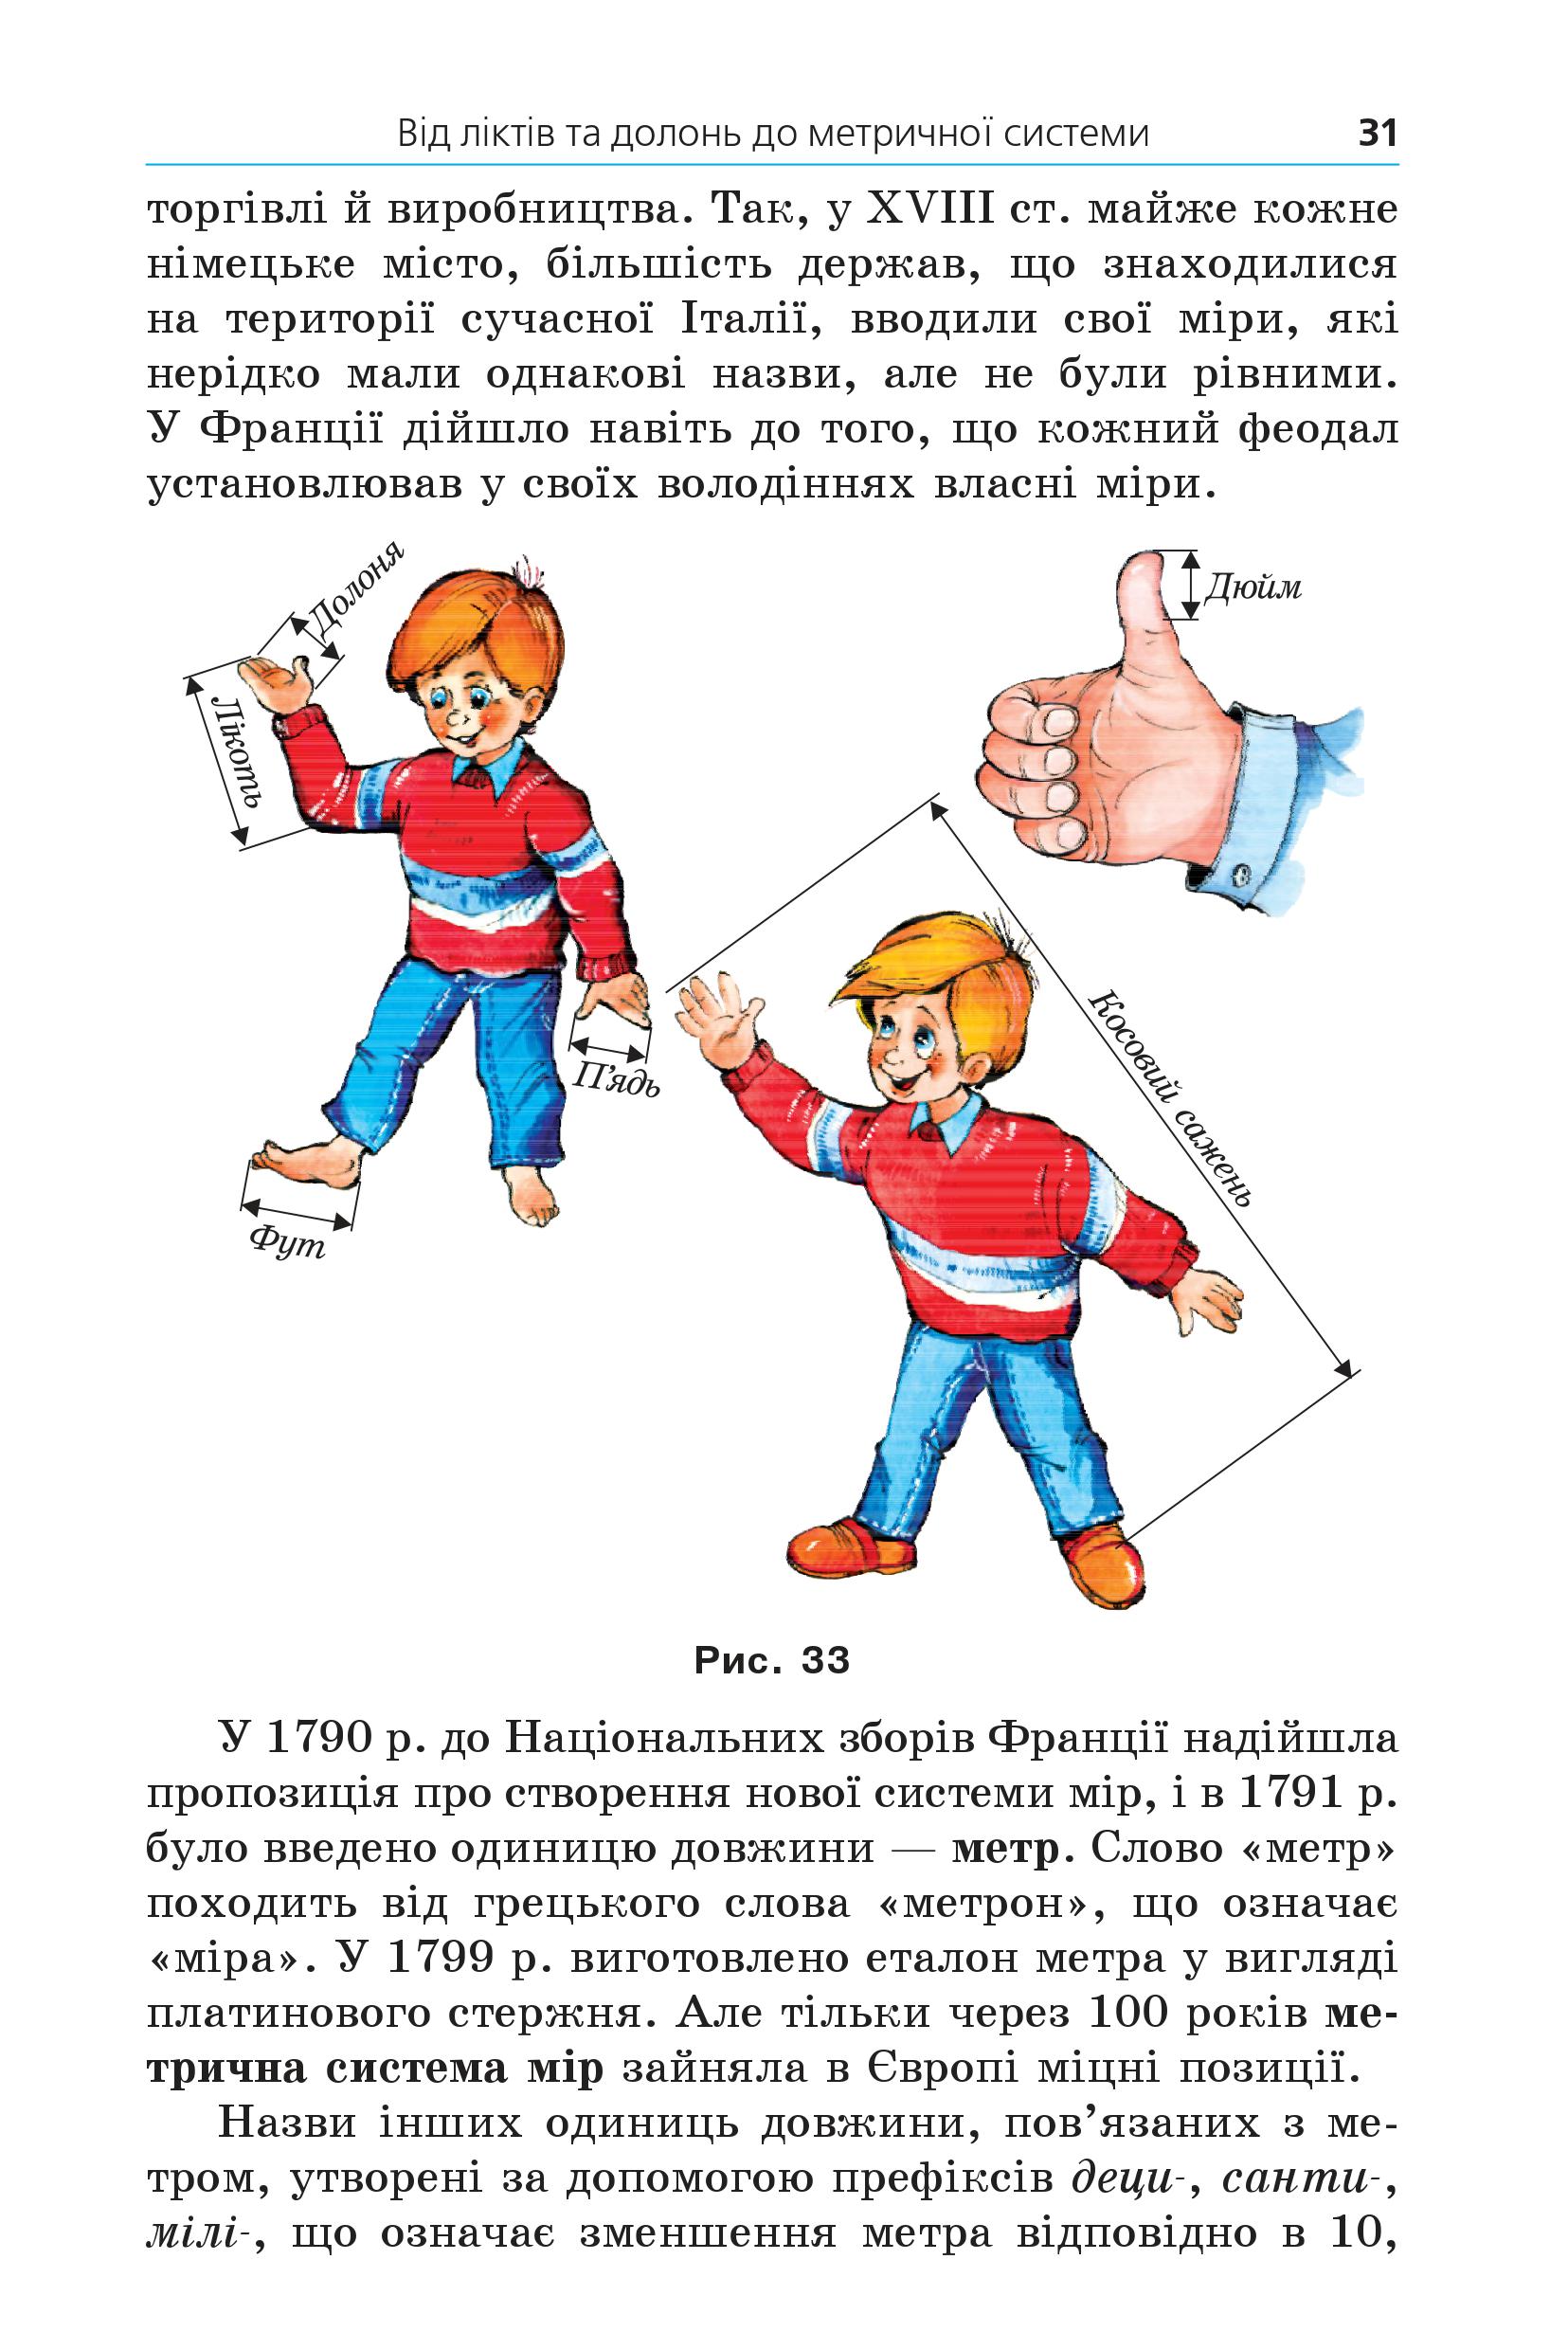 Від ліктів та долонь до метричної системи 31
торгівлі й виробництва. Так, у XVIII ст. майже кожне
німецьке місто, більшість держав, що знаходилися
на території сучасної Італії, вводили свої міри, які
нерідко мали однакові назви, але не були рівними.
У Франції дійшло навіть до того, що кожний феодал
установлював у своїх володіннях власні міри.
Долоня
Дюйм
Лікоть
Косовий сажень
П'ядь
Фут
Рис. 33
У 1790 р. до Національних зборів Франції надійшла
пропозиція про створення нової системи мір, і в 1791 р.
було введено одиницю довжини — метр. Слово «метр»
походить від грецького слова «метрон», що означає
«міра». У 1799 р. виготовлено еталон метра у вигляді
платинового стержня. Але тільки через 100 років ме-
трична система мір зайняла в Європі міцні позиції.
Назви інших одиниць довжини, пов’язаних з ме-
тром, утворені за допомогою префіксів деци-, санти-,
мілі-, що означає зменшення метра відповідно в 10,